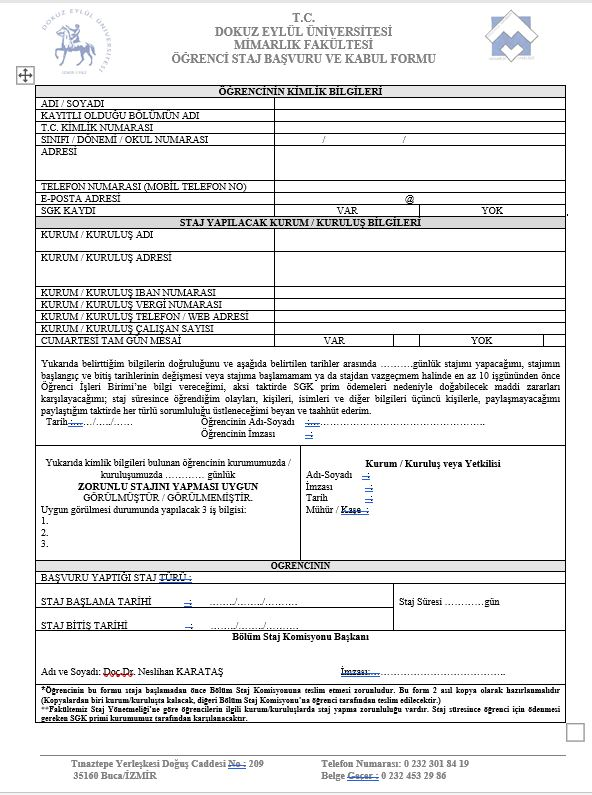 T.C.
DOKUZ EYLÜL ÜNİVERSİTESİ
MİMARLIK FAKÜLTESİ
ÖĞRENCİ STAJ BAŞVURU VE KABUL FORMU
ÖĞRENCİNİN KİMLİK BİLGİLERİ
ADI / SOYADI
KAYITLI OLDUĞU BÖLÜMÜN ADI
T.C. KİMLİK NUMARASI
SINIFI / DÖNEMİ / OKUL NUMARASI / /
ADRESİ
TELEFON NUMARASI (MOBİL TELEFON NO)
E-POSTA ADRESİ @
SGK KAYDI VAR YOK
STAJ YAPILACAK KURUM / KURULUŞ BİLGİLERİ
KURUM / KURULUŞ ADI
KURUM / KURULUŞ ADRESİ
KURUM / KURULUŞ IBAN NUMARASI
KURUM / KURULUŞ VERGİ NUMARASI
KURUM / KURULUŞ TELEFON / WEB ADRESİ
KURUM / KURULUŞ ÇALIŞAN SAYISI
CUMARTESİ TAM GÜN MESAİ VAR YOK
Yukarıda belirttiğim bilgilerin doğruluğunu ve aşağıda belirtilen tarihler arasında ……….günlük stajımı yapacağımı, stajımın
başlangıç ve bitiş tarihlerinin değişmesi veya stajıma başlamamam ya da stajdan vazgeçmem halinde en az 10 işgününden önce
Öğrenci İşleri Birimi'ne bilgi vereceğimi, aksi taktirde SGK prim ödemeleri nedeniyle doğabilecek maddi zararları
karşılayacağımı; staj süresince öğrendiğim olayları, kişileri, isimleri ve diğer bilgileri üçüncü kişilerle, paylaşmayacağımı
paylaştığım taktirde her türlü sorumluluğu üstleneceğimi beyan ve taahhüt ederim.
Tarih:…../…../…… Öğrencinin Adı-Soyadı :……………………………………..
Öğrencinin İmzası :
Yukarıda kimlik bilgileri bulunan öğrencinin kurumumuzda /
kuruluşumuzda ………… günlük
ZORUNLU STAJINI YAPMASI UYGUN
GÖRÜLMÜŞTÜR / GÖRÜLMEMİŞTİR.
Uygun görülmesi durumunda yapılacak 3 iş bilgisi:
1.
2.
3.
Kurum / Kuruluş veya Yetkilisi
Adı-Soyadı :
İmzası :
Tarih :
Mühür / Kaşe :
ÖĞRENCİNİN
BAŞVURU YAPTIĞI STAJ TÜRÜ :
STAJ BAŞLAMA TARİHİ : ……../……../……….
Staj Süresi …………gün
STAJ BİTİŞ TARİHİ : ……../……../……….
Bölüm Staj Komisyonu Başkanı
Adı ve Soyadı: Doç.Dr. Neslihan KARATAŞ İmzası:……………………………..
*Öğrencinin bu formu staja başlamadan önce Bölüm Staj Komisyonuna teslim etmesi zorunludur. Bu form 2 asıl kopya olarak hazırlanmalıdır
(Kopyalardan biri kurum/kuruluşta kalacak, diğeri Bölüm Staj Komisyonu'na öğrenci tarafından teslim edilecektir.)
**Fakültemiz Staj Yönetmeliği'ne göre öğrencilerin ilgili kurum/kuruluşlarda staj yapma zorunluluğu vardır. Staj süresince öğrenci için ödenmesi
gereken SGK primi kurumumuz tarafından karşılanacaktır.
Tınaztepe Yerleşkesi Doğuş Caddesi No : 209 Telefon Numarası: 0 232 301 84 19
35160 Buca/İZMİR Belge Geçer : 0 232 453 29 86